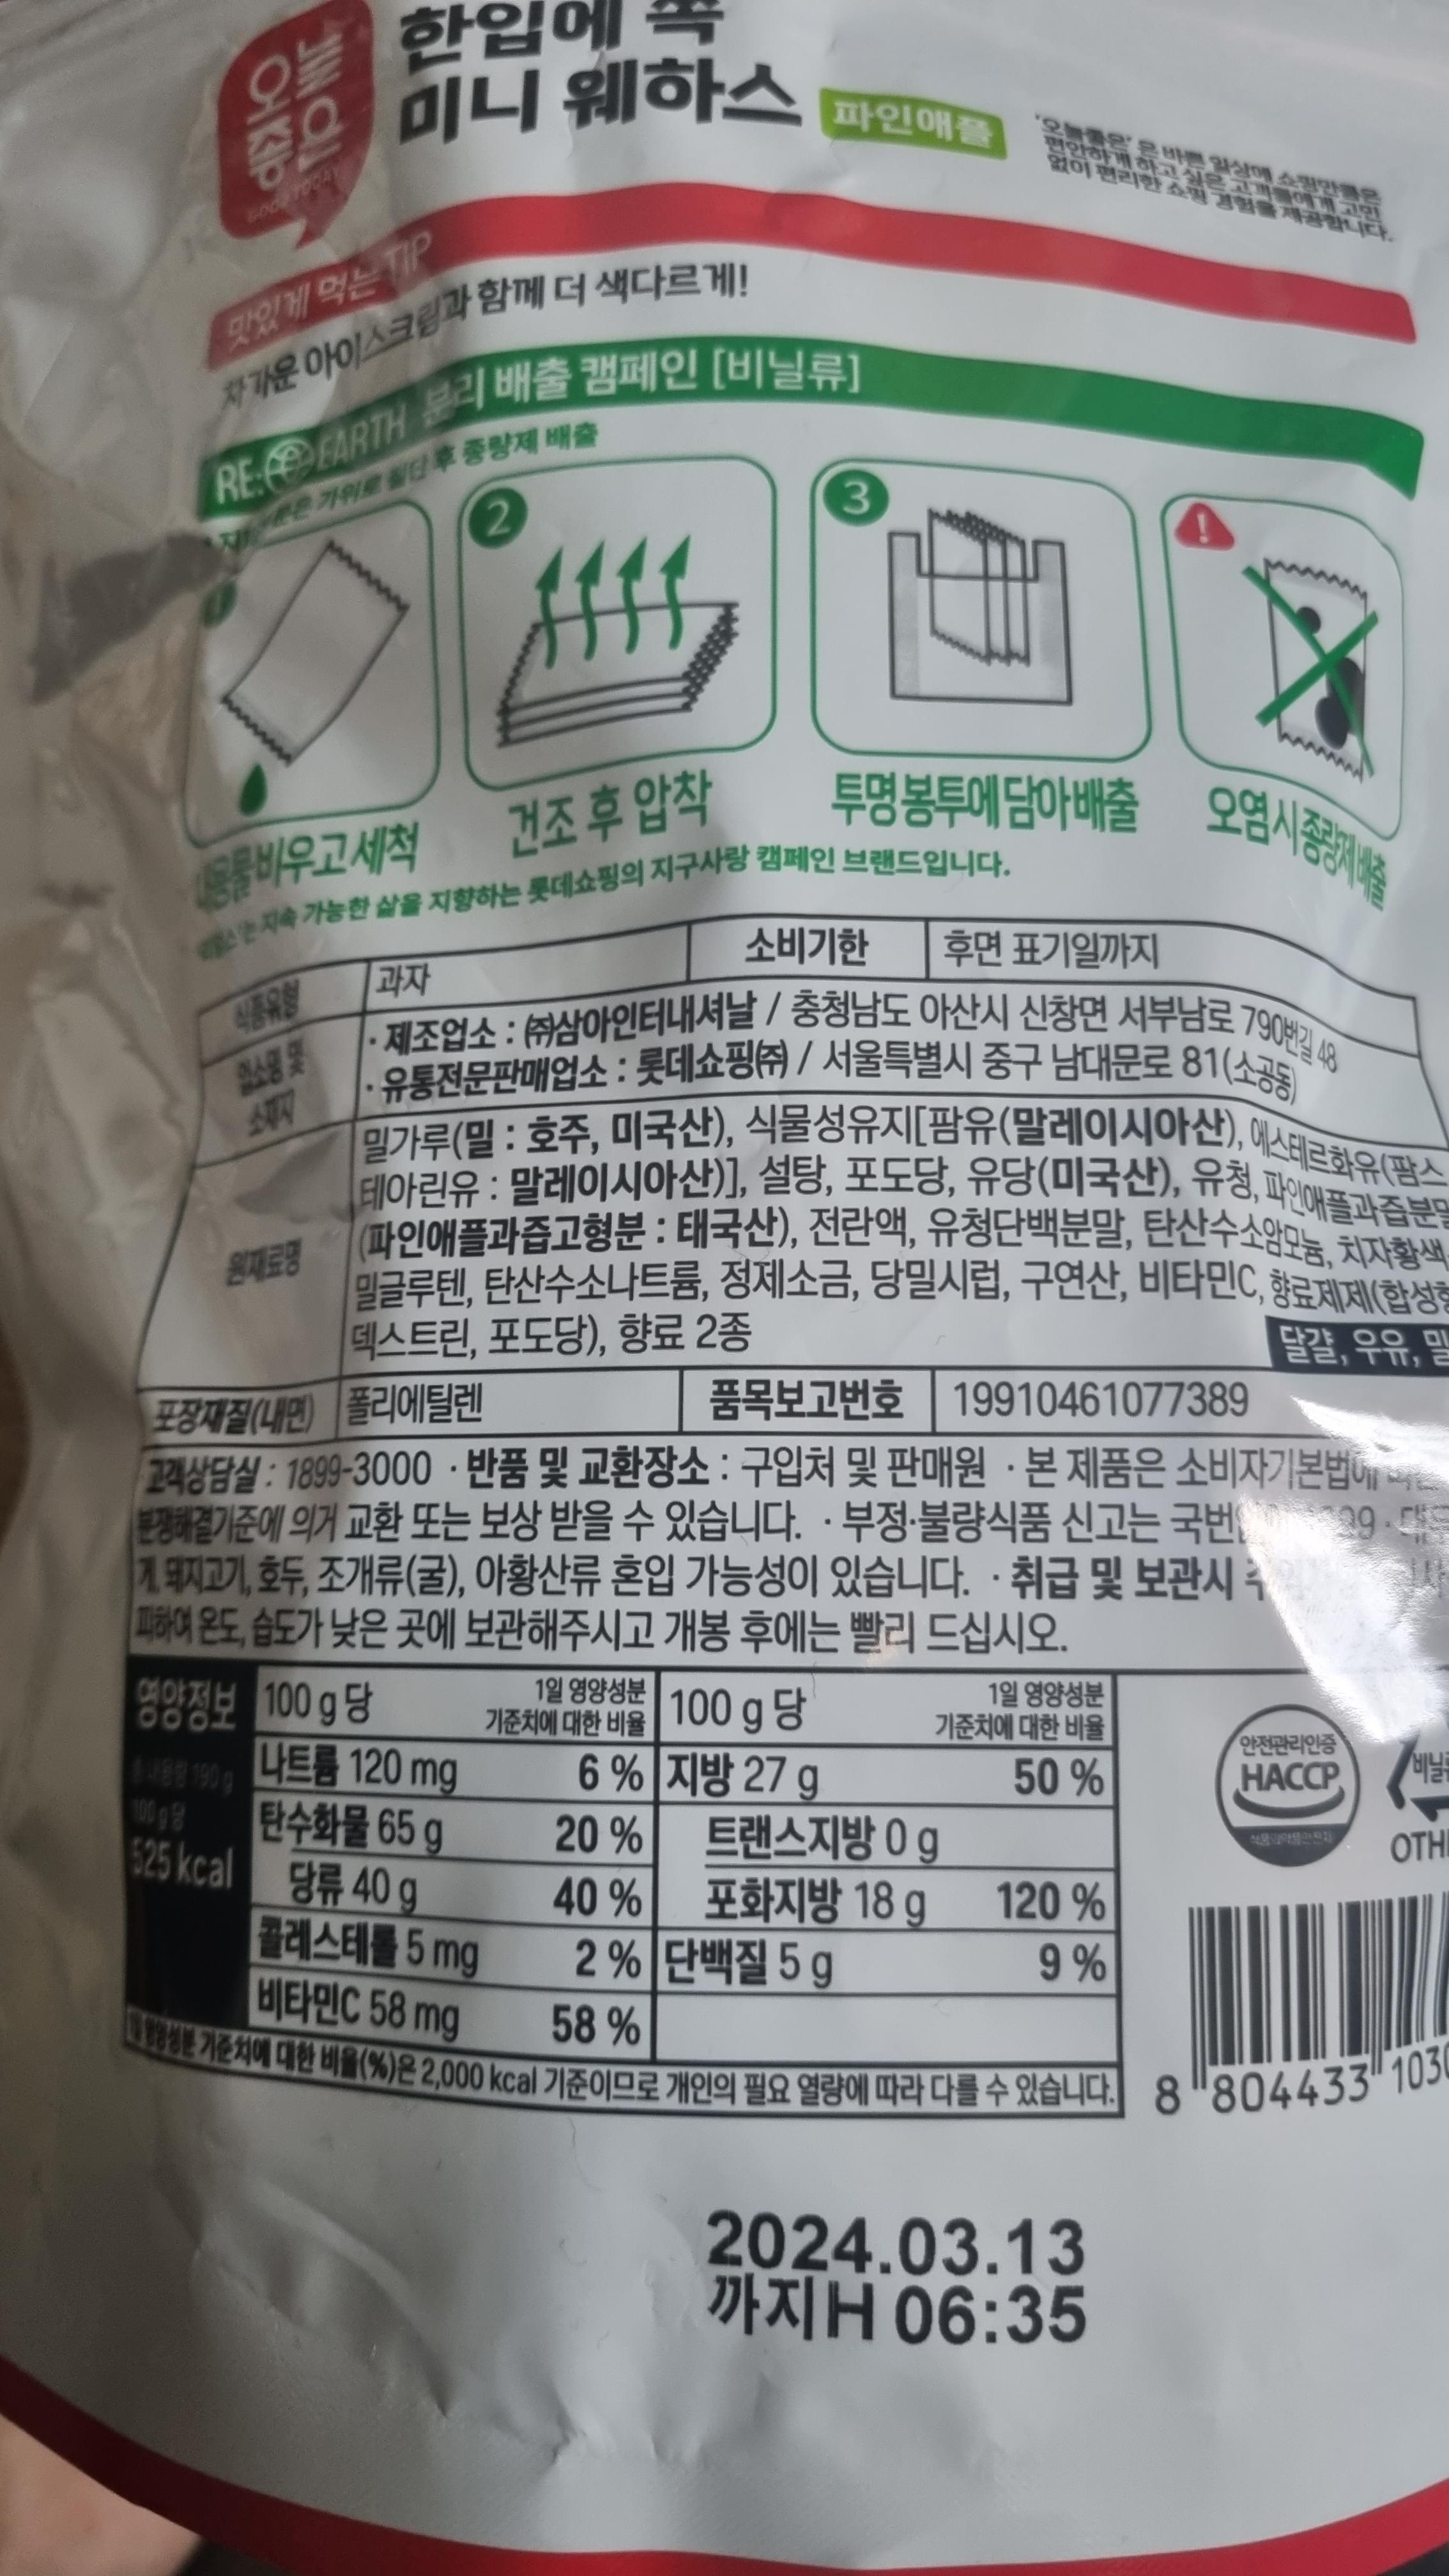 오늘
좋은
GOOD TODAY
한입에 쏙
미니 웨하스
파인애플
'오늘좋은' 은 바쁜 일상에 쇼핑만큼은
편안하게 하고 싶은 고객들에게 고민
없이 편리한 쇼핑 경험을 제공합니다.
맛있게 먹는 TIP
차가운 아이스크림과 함께 더 색다르게!
RE: EARTH 분리 배출 캠페인 [비닐류]
가위로 절단 후 종량제 배출
2
3
!
내용물 비우고 세척
건조 후 압착
투명 봉투에 담아 배출
오염 시 종량제 배출
지속 가능한 삶을 지향하는 롯데쇼핑의 지구사랑 캠페인 브랜드입니다.
식품유형
과자
소비기한
후면 표기일까지
업소명 및
소재지
· 제조업소 : ㈜삼아인터내셔날 / 충청남도 아산시 신창면 서부남로 790번길 48
· 유통전문판매업소 : 롯데쇼핑㈜ / 서울특별시 중구 남대문로 81(소공동)
원재료명
밀가루(밀 : 호주, 미국산), 식물성유지[팜유(말레이시아산), 에스테르화유(팜스
테아린유 : 말레이시아산)], 설탕, 포도당, 유당(미국산), 유청, 파인애플과즙분말
(파인애플과즙고형분 : 태국산), 전란액, 유청단백분말, 탄산수소암모늄, 치자황색
밀글루텐, 탄산수소나트륨, 정제소금, 당밀시럽, 구연산, 비타민C, 향료제제(합성향
덱스트린, 포도당), 향료 2종
달걀, 우유, 밀
포장재질(내면)
폴리에틸렌
품목보고번호
19910461077389
고객상담실 : 1899-3000 · 반품 및 교환장소 : 구입처 및 판매원 · 본 제품은 소비자기본법에
분쟁해결기준에 의거 교환 또는 보상 받을 수 있습니다. · 부정·불량식품 신고는 국번
게, 돼지고기, 호두, 조개류(굴), 아황산류 혼입 가능성이 있습니다. · 취급 및 보관시
피하여 온도, 습도가 낮은 곳에 보관해주시고 개봉 후에는 빨리 드십시오.
영양정보
총 내용량 190 g
100 g 당
525 kcal
100 g 당 1일 영양성분 기준치에 대한 비율
100 g 당 1일 영양성분 기준치에 대한 비율
나트륨 120 mg 6 %
지방 27 g 50 %
탄수화물 65 g 20 %
트랜스지방 0 g
당류 40 g 40 %
포화지방 18 g 120 %
콜레스테롤 5 mg 2 %
단백질 5 g 9 %
비타민C 58 mg 58 %
1일 영양성분 기준치에 대한 비율(%)은 2,000 kcal 기준이므로 개인의 필요 열량에 따라 다를 수 있습니다.
안전관리인증
HACCP
식품의약품안전처
비닐류
OTHE
8 804433 1030
2024.03.13
까지H 06:35